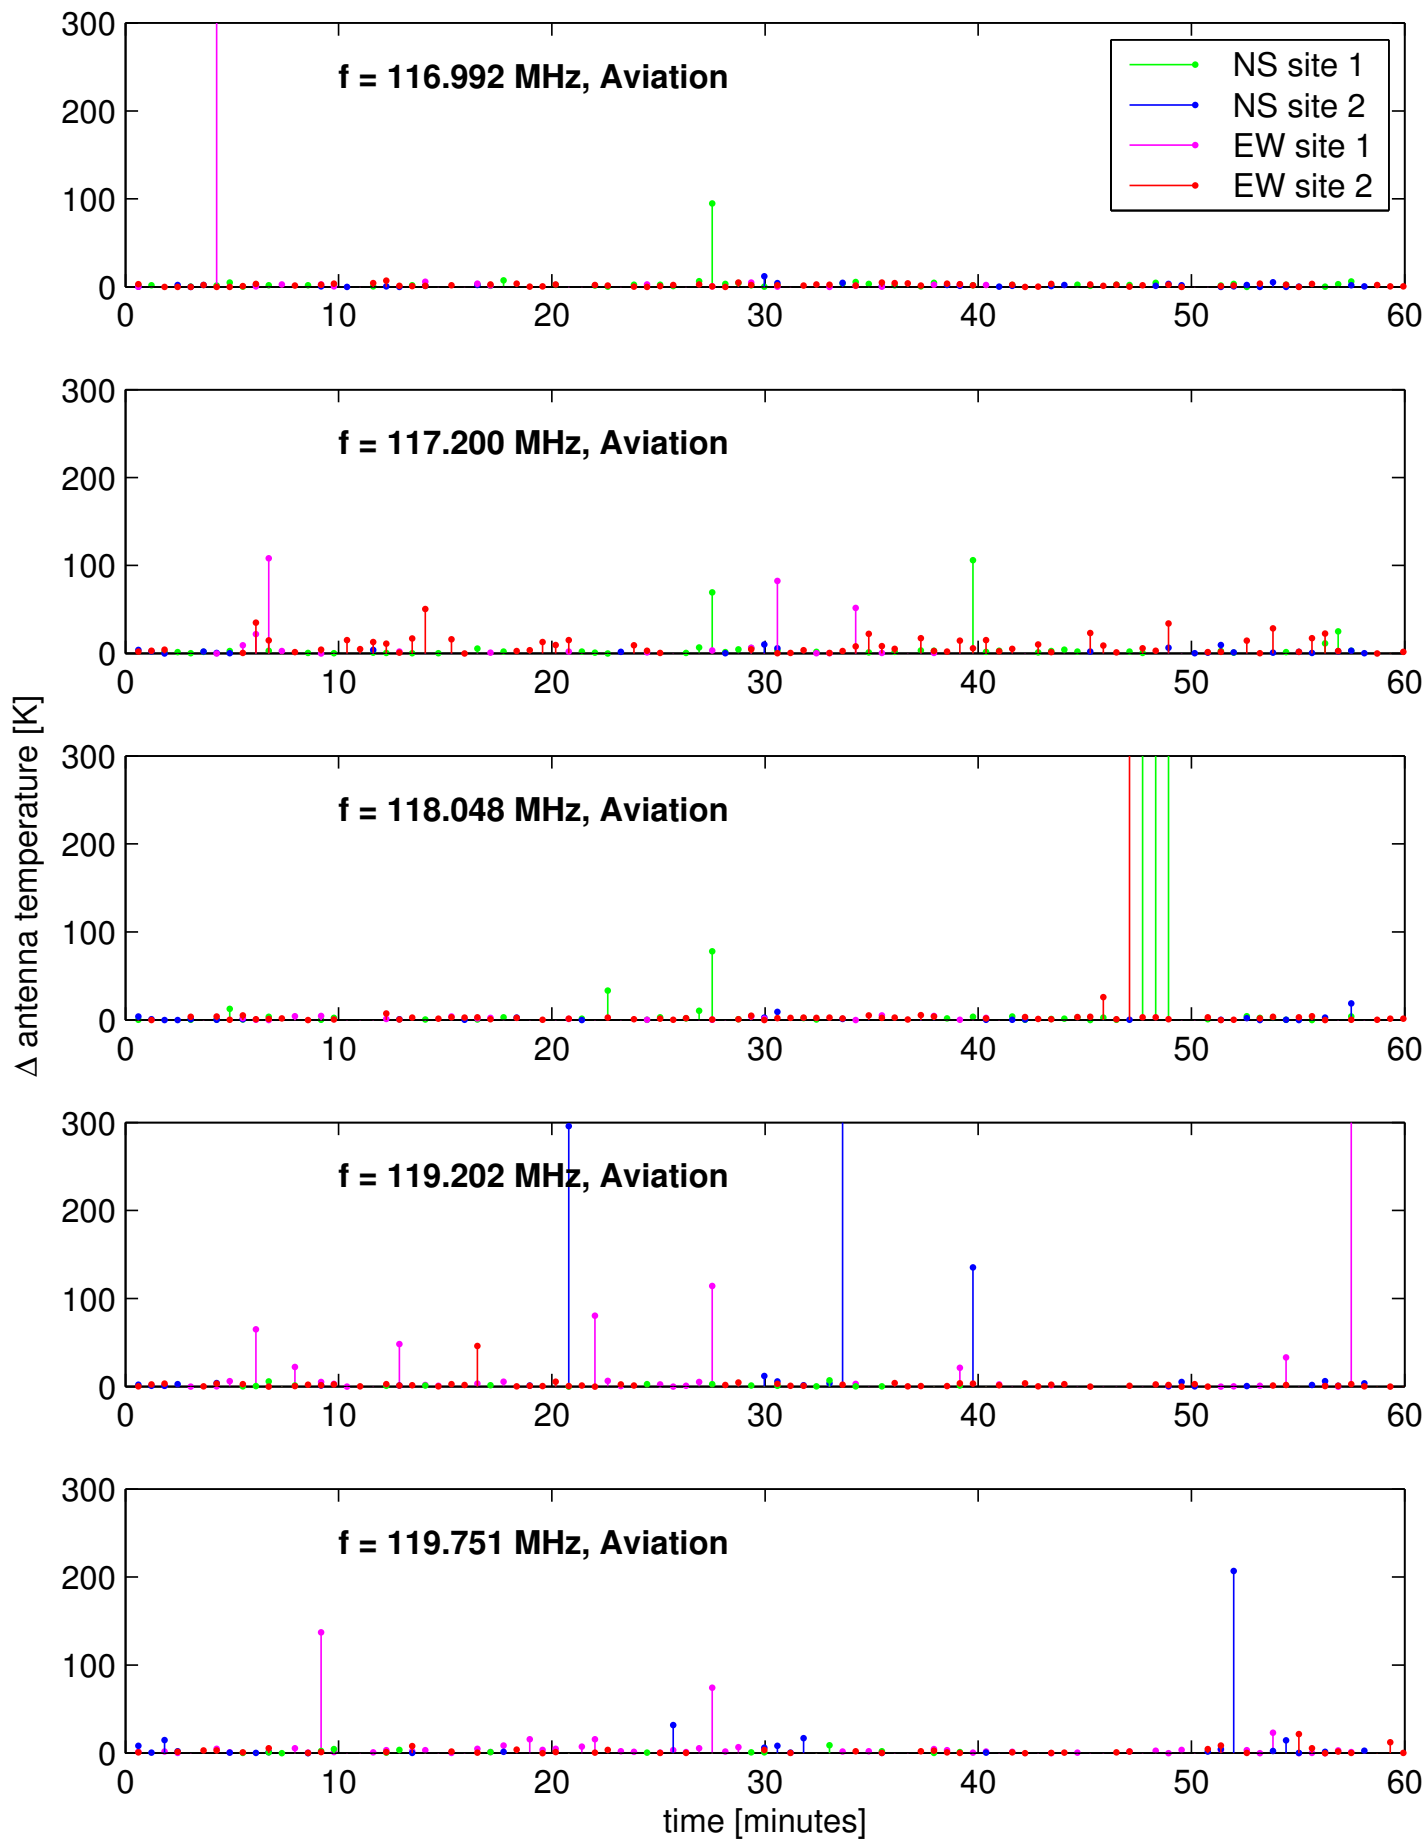 Δ antenna temperature [K]
300
200
100
0
0 10 20 30 40 50 60
f = 116.992 MHz, Aviation
NS site 1
NS site 2
EW site 1
EW site 2
300
200
100
0
0 10 20 30 40 50 60
f = 117.200 MHz, Aviation
300
200
100
0
0 10 20 30 40 50 60
f = 118.048 MHz, Aviation
300
200
100
0
0 10 20 30 40 50 60
f = 119.202 MHz, Aviation
300
200
100
0
0 10 20 30 40 50 60
f = 119.751 MHz, Aviation
time [minutes]